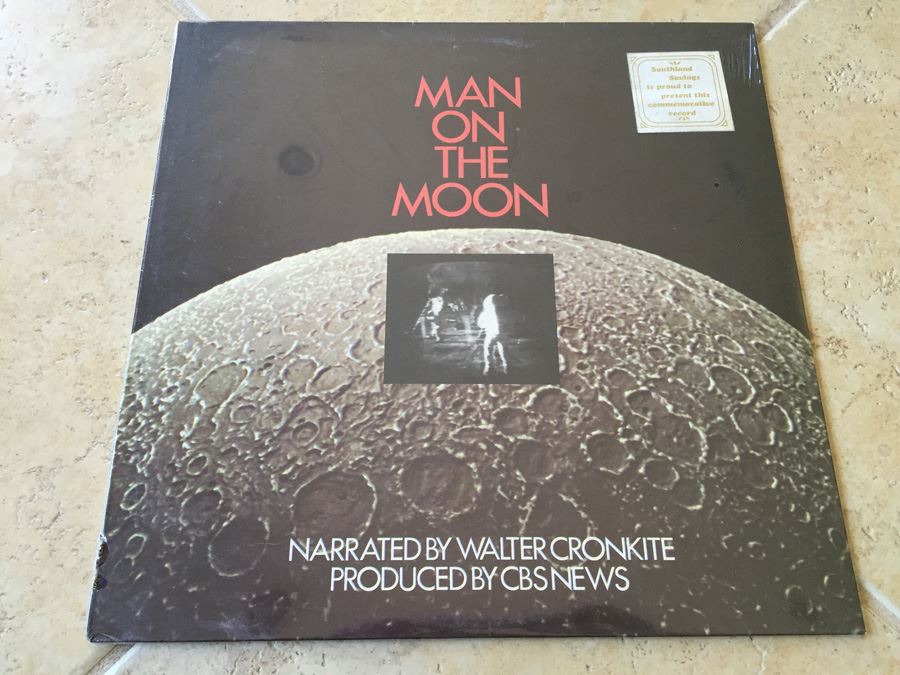 MAN
ON
THE
MOON
Southland
Savings
is proud to
present this
commemorative
record
NARRATED BY WALTER CRONKITE
PRODUCED BY CBS NEWS